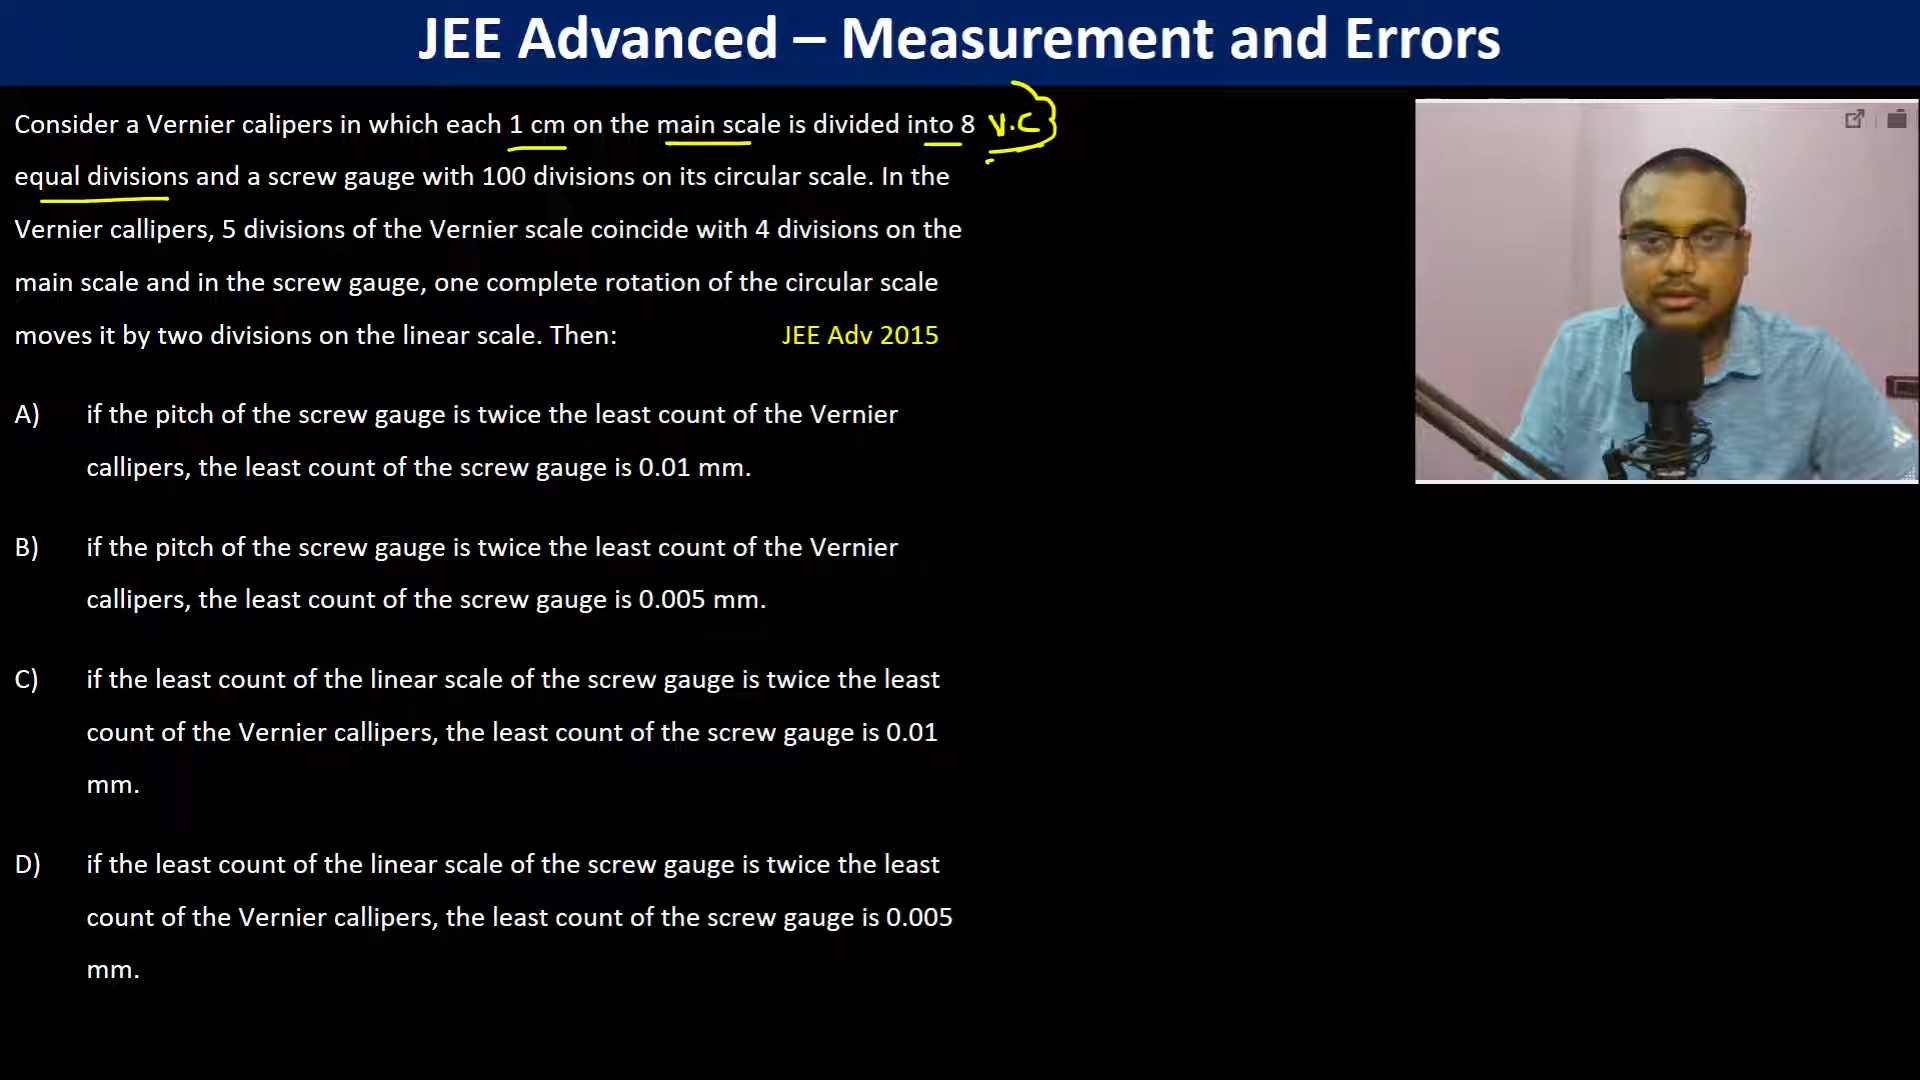 JEE Advanced – Measurement and Errors
Consider a Vernier calipers in which each 1 cm on the main scale is divided into 8 V.C
equal divisions and a screw gauge with 100 divisions on its circular scale. In the
Vernier callipers, 5 divisions of the Vernier scale coincide with 4 divisions on the
main scale and in the screw gauge, one complete rotation of the circular scale
moves it by two divisions on the linear scale. Then: JEE Adv 2015
A) if the pitch of the screw gauge is twice the least count of the Vernier
callipers, the least count of the screw gauge is 0.01 mm.
B) if the pitch of the screw gauge is twice the least count of the Vernier
callipers, the least count of the screw gauge is 0.005 mm.
C) if the least count of the linear scale of the screw gauge is twice the least
count of the Vernier callipers, the least count of the screw gauge is 0.01
mm.
D) if the least count of the linear scale of the screw gauge is twice the least
count of the Vernier callipers, the least count of the screw gauge is 0.005
mm.